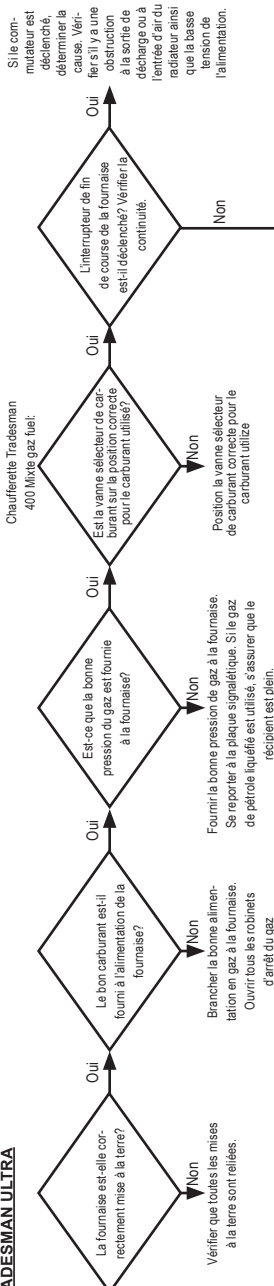 ADESMAN ULTRA
La fournaise est-elle cor-
rectement mise à la terre?
Oui
Non
Vérifier que toutes les mises
à la terre sont reliées.
Le bon carburant est-il
fourni à l'alimentation de la
fournaise?
Oui
Non
Brancher la bonne alimen-
tation en gaz à la fournaise.
Ouvrir tous les robinets
d'arrêt du gaz
Est-ce que la bonne
pression du gaz est fournie
à la fournaise?
Oui
Non
Fournir la bonne pression de gaz à la fournaise.
Se reporter à la plaque signalétique. Si le gaz
de pétrole liquéfié est utilisé, s'assurer que le
récipient est plein.
Chaufferette Tradesman
400 Mixte gaz fuel:
Est la vanne sélecteur de car-
burant sur la position correcte
pour le carburant utilisé?
Oui
Non
Position la vanne sélecteur
de carburant correcte pour le
carburant utilize
L'interrupteur de fin
de course de la fournaise
est-il déclenché? Vérifier la
continuité.
Oui
Non
Si le com-
mutateur est
déclenché,
déterminer la
cause. Véri-
fier s'il y a une
obstruction
à la sortie de
décharge ou à
l'entrée d'air du
radiateur ainsi
que la basse
tension de
l'alimentation.